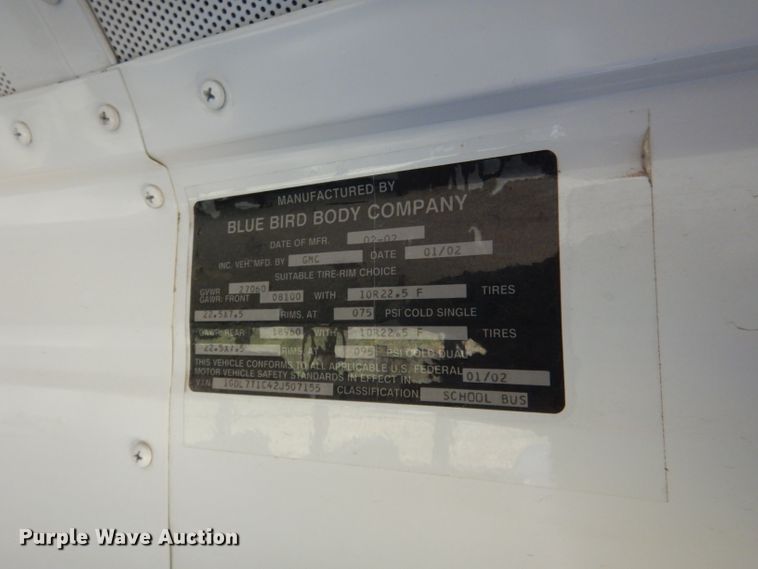 MANUFACTURED BY
BLUE BIRD BODY COMPANY
DATE OF MFR. 02-02
INC. VEH. MFD. BY GMC DATE 01/02
SUITABLE TIRE-RIM CHOICE
GVWR 27060
GAWR: FRONT 08100 WITH 10R22.5 F TIRES
22.5X7.5 RIMS, AT 075 PSI COLD SINGLE
GAWR: REAR 18960 WITH 10R22.5 F TIRES
22.5X7.5 RIMS, AT 095 PSI COLD DUAL
THIS VEHICLE CONFORMS TO ALL APPLICABLE U.S. FEDERAL
MOTOR VEHICLE SAFETY STANDARDS IN EFFECT IN 01/02
VIN 1GDL7T1C42J507155 CLASSIFICATION SCHOOL BUS
Purple Wave Auction